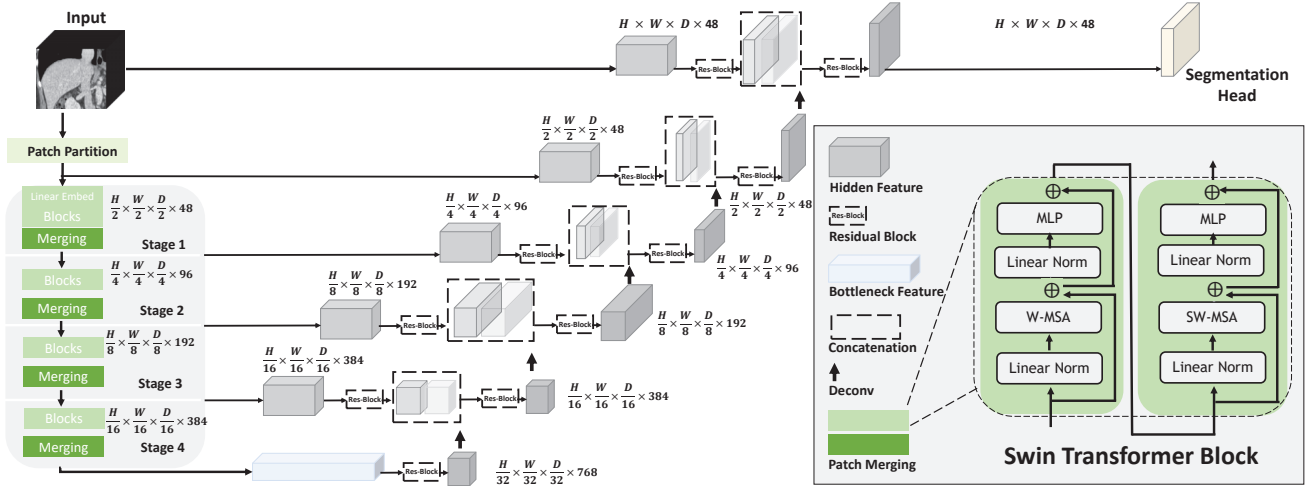 Input
H × W × D × 48
Res-Block
Res-Block
H × W × D × 48
Segmentation
Head
Patch Partition
H/2 × W/2 × D/2 × 48
Res-Block
Res-Block
H/2 × W/2 × D/2 × 48
Linear Embed
Blocks
Merging
H/2 × W/2 × D/2 × 48
Stage 1
H/4 × W/4 × D/4 × 96
Res-Block
Res-Block
H/4 × W/4 × D/4 × 96
Blocks
Merging
H/4 × W/4 × D/4 × 96
Stage 2
H/8 × W/8 × D/8 × 192
Res-Block
Res-Block
H/8 × W/8 × D/8 × 192
Blocks
Merging
H/8 × W/8 × D/8 × 192
Stage 3
H/16 × W/16 × D/16 × 384
Res-Block
Res-Block
H/16 × W/16 × D/16 × 384
Blocks
Merging
H/16 × W/16 × D/16 × 384
Stage 4
Res-Block
H/32 × W/32 × D/32 × 768
Hidden Feature
Res-Block
Residual Block
Bottleneck Feature
Concatenation
Deconv
Patch Merging
MLP
Linear Norm
W-MSA
Linear Norm
MLP
Linear Norm
SW-MSA
Linear Norm
Swin Transformer Block